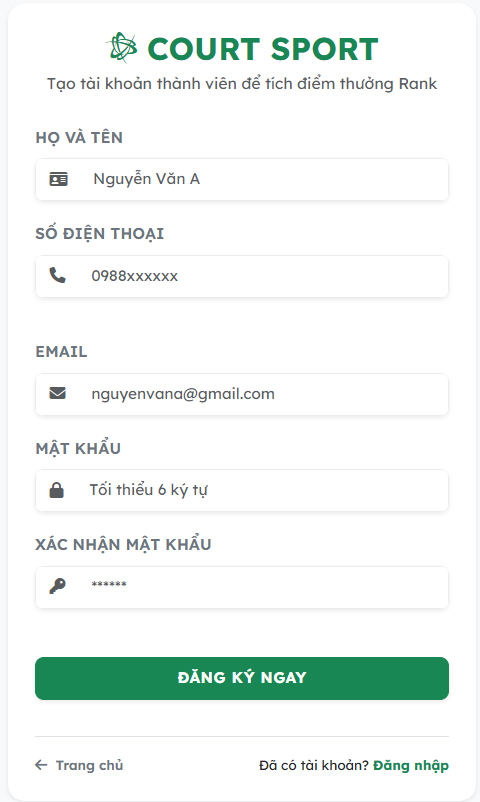 COURT SPORT
Tạo tài khoản thành viên để tích điểm thưởng Rank
HỌ VÀ TÊN
Nguyễn Văn A
SỐ ĐIỆN THOẠI
0988xxxxxx
EMAIL
nguyenvana@gmail.com
MẬT KHẨU
Tối thiểu 6 ký tự
XÁC NHẬN MẬT KHẨU
******
ĐĂNG KÝ NGAY
← Trang chủ
Đã có tài khoản? Đăng nhập